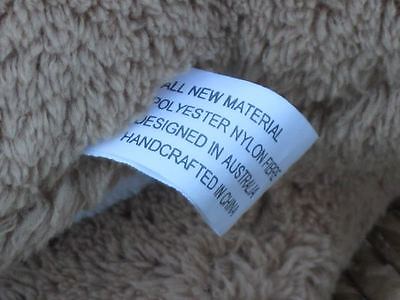 ALL NEW MATERIAL
POLYESTER NYLON FIBRE
DESIGNED IN AUSTRALIA
HANDCRAFTED IN CHINA